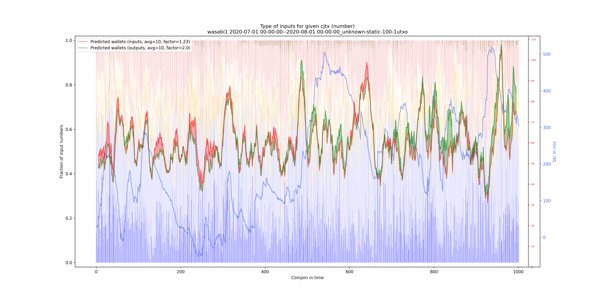 Type of inputs for given cjtx (number)
wasabi1 2020-07-01 00-00-00--2020-08-01 00-00-00_unknown-static-100-1utxo
Predicted wallets (inputs, avg=10, factor=1.23)
Predicted wallets (outputs, avg=10, factor=2.0)
1.0
0.8
0.6
0.4
0.2
0.0
Fraction of input numbers
0
200
400
600
800
1000
Coinjoin in time
500
400
300
200
100
0
btc in mix